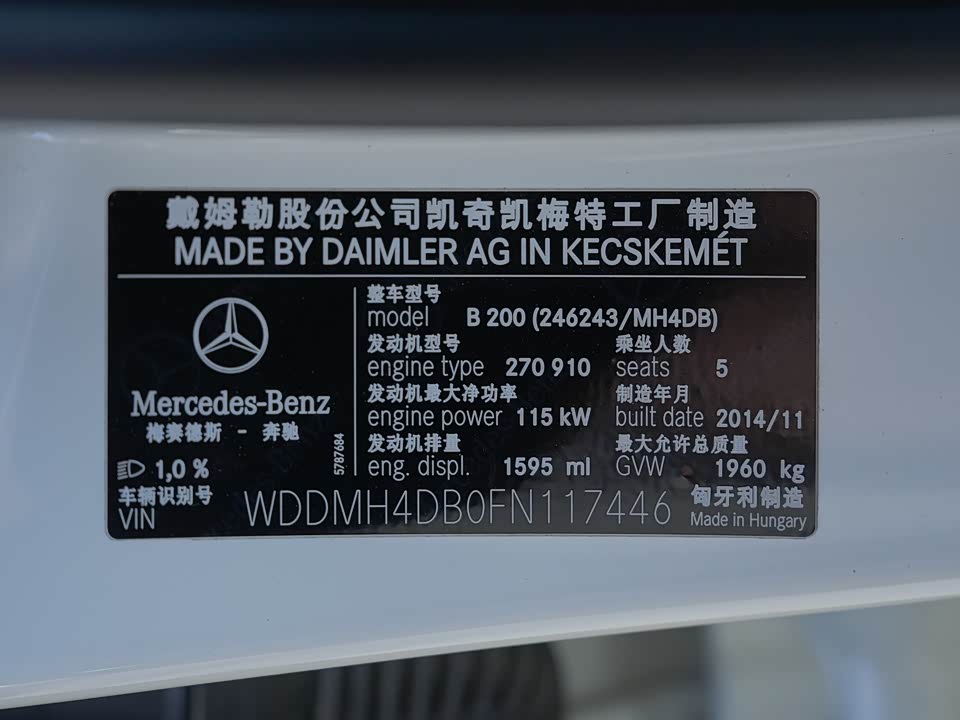 戴姆勒股份公司凯奇凯梅特工厂制造
MADE BY DAIMLER AG IN KECSKEMÉT
整车型号
model B 200 (246243/MH4DB)
发动机型号 乘坐人数
engine type 270 910 seats 5
发动机最大净功率 制造年月
engine power 115 kW built date 2014/11
发动机排量 最大允许总质量
eng. displ. 1595 ml GVW 1960 kg
Mercedes-Benz
梅赛德斯 - 奔驰
5787684
1,0 %
车辆识别号 匈牙利制造
VIN WDDMH4DB0FN117446 Made in Hungary